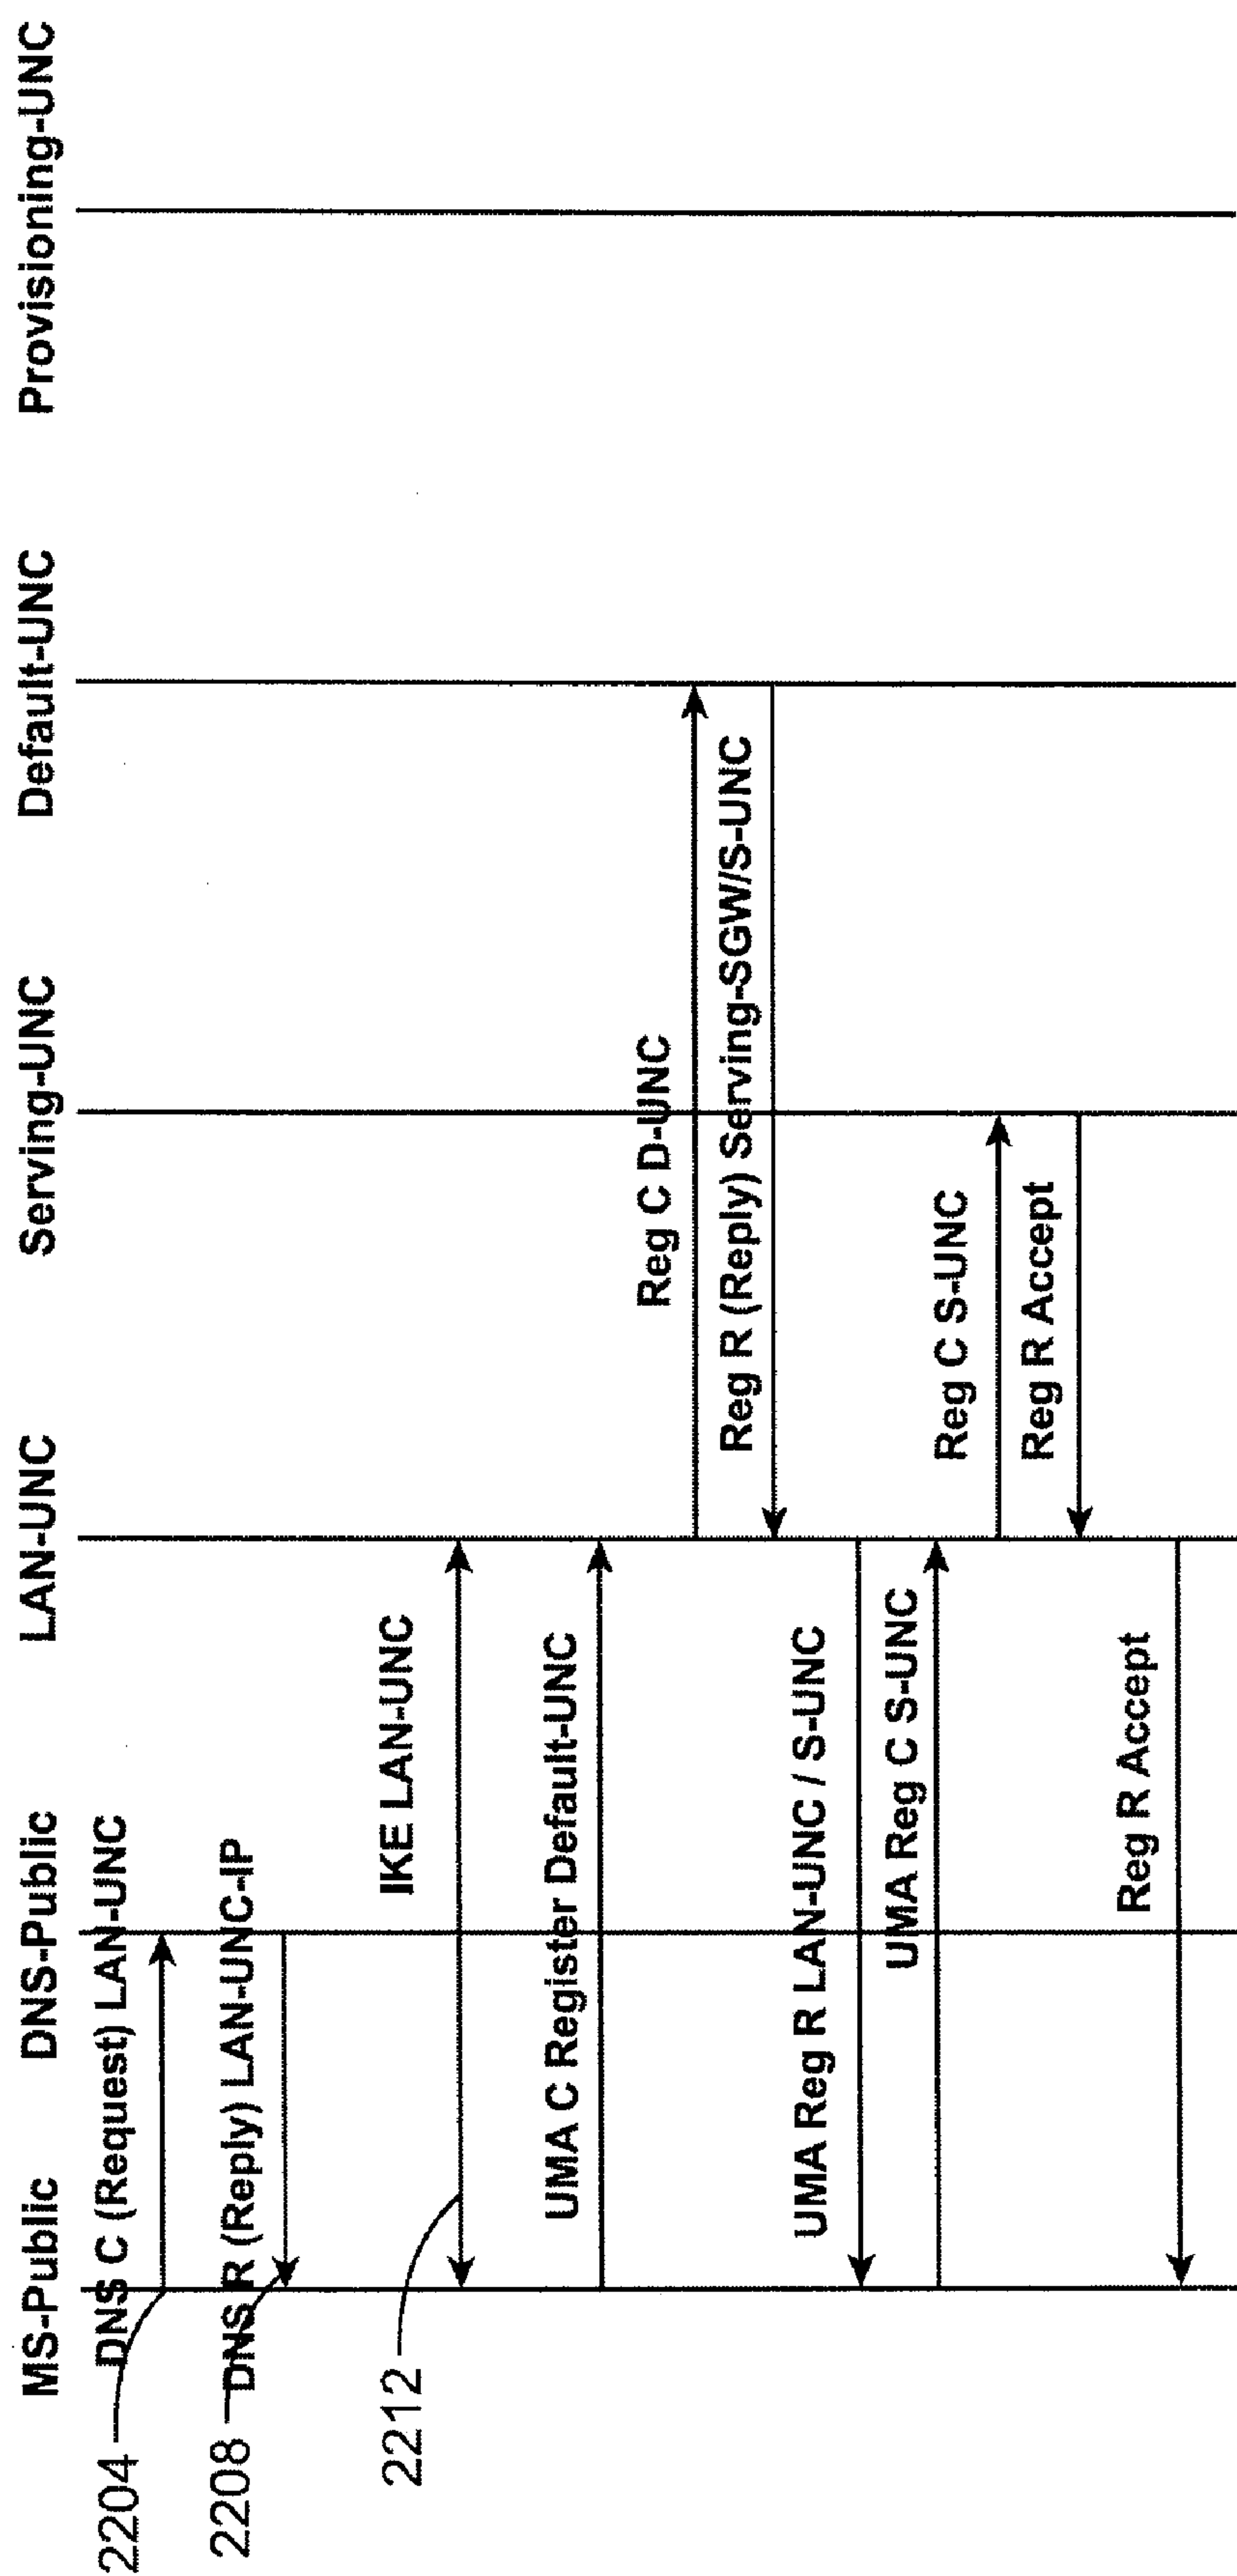 MS-Public
DNS-Public
LAN-UNC
Serving-UNC
Default-UNC
Provisioning-UNC
2204
DNS C (Request) LAN-UNC
2208
DNS R (Reply) LAN-UNC-IP
2212
IKE LAN-UNC
UMA C Register Default-UNC
Reg C D-UNC
Reg R (Reply) Serving-SGW/S-UNC
UMA Reg R LAN-UNC / S-UNC
UMA Reg C S-UNC
Reg C S-UNC
Reg R Accept
Reg R Accept